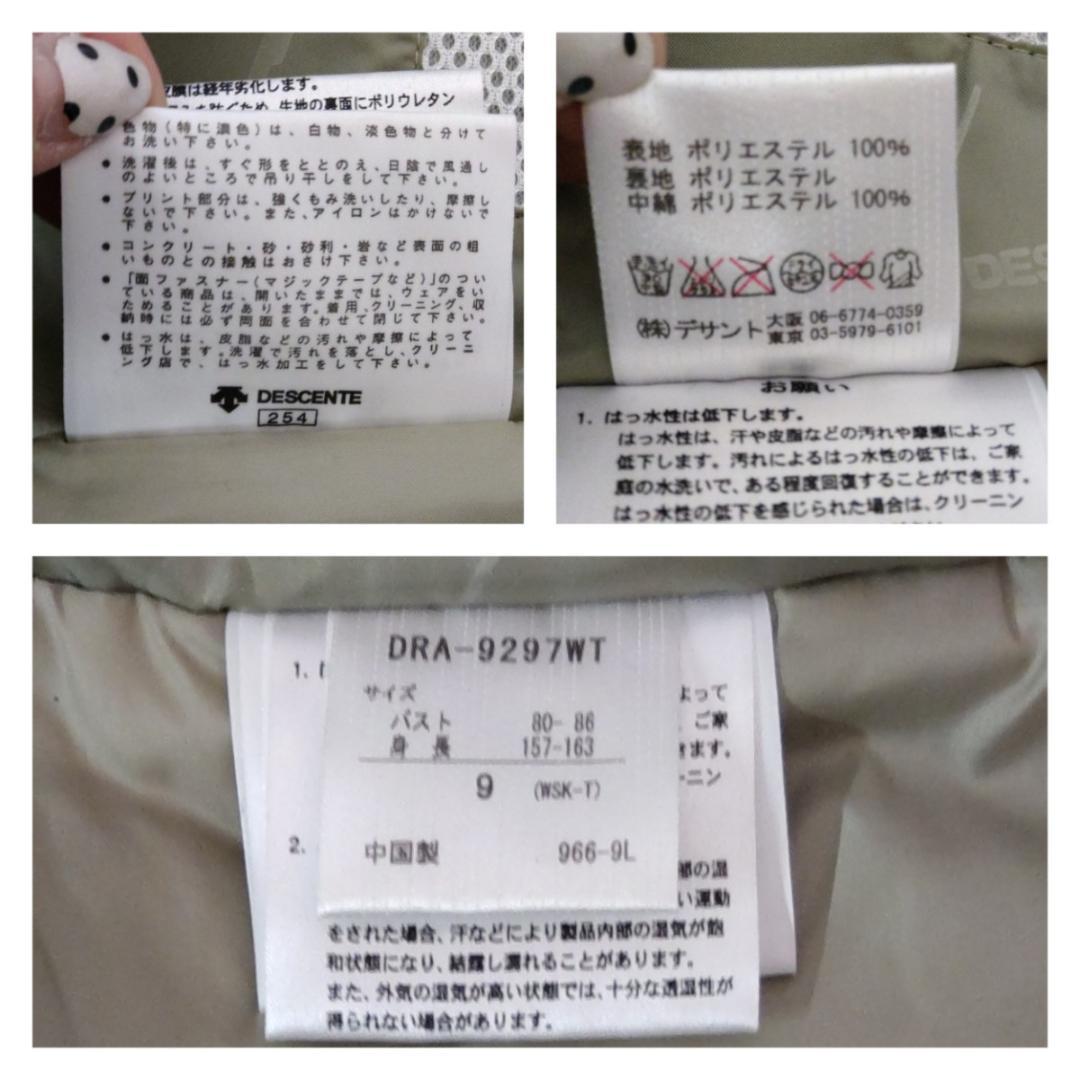 皮膜は経年劣化します。
ため、生地の裏面にポリウレタン
色物(特に濃色)は、白物、淡色物と分けて
お洗い下さい。
● 洗濯後は、すぐ形をととのえ、日陰で風通し
のよいところで吊り干しをして下さい。
● プリント部分は、強くもみ洗いしたり、摩擦し
ないで下さい。また、アイロンはかけないで
下さい。
● コンクリート・砂・砂利・岩など表面の粗
いものとの接触はおさけ下さい。
● 「面ファスナー(マジックテープなど)」のつい
ている商品は、開いたままでは、ウェアをい
ためることがあります。着用、クリーニング、収
納時には必ず両面を合わせて閉じて下さい。
● はっ水は、皮脂などの汚れや摩擦によって
低下します。洗濯で汚れを落とし、クリーニ
ング店で、はっ水加工をして下さい。
DESCENTE
254
表地 ポリエステル 100%
裏地 ポリエステル
中綿 ポリエステル 100%
(株)デサント 大阪 06-6774-0359
東京 03-5979-6101
お願い
1. はっ水性は低下します。
はっ水性は、汗や皮脂などの汚れや摩擦によって
低下します。汚れによるはっ水性の低下は、ご家
庭の水洗いで、ある程度回復することができます。
はっ水性の低下を感じられた場合は、クリーニン
DRA-9297WT
サイズ
バスト 80- 86
身 長 157-163
9 (WSK-T)
中国製 966-9L
1.
よって
ご家
きます。
ーニン
2.
部の湿
い運動
をされた場合、汗などにより製品内部の湿気が飽
和状態になり、結露し濡れることがあります。
また、外気の湿気が高い状態では、十分な透湿性が
得られない場合があります。